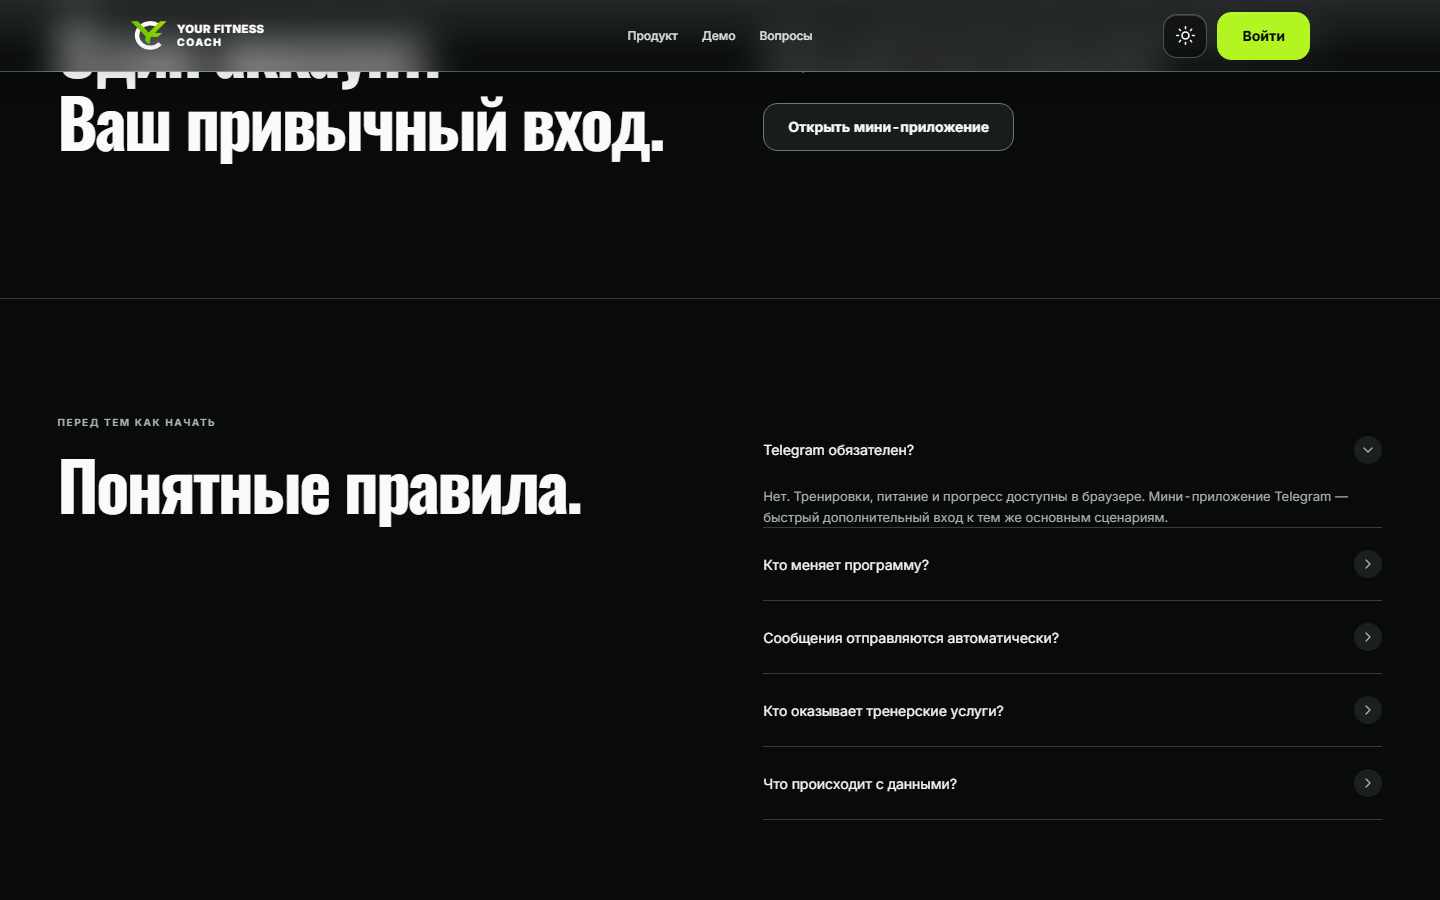 YOUR FITNESS
COACH
Продукт
Демо
Вопросы
Войти
Ваш привычный вход.
Открыть мини-приложение
ПЕРЕД ТЕМ КАК НАЧАТЬ
Понятные правила.
Telegram обязателен?
Нет. Тренировки, питание и прогресс доступны в браузере. Мини-приложение Telegram —
быстрый дополнительный вход к тем же основным сценариям.
Кто меняет программу?
Сообщения отправляются автоматически?
Кто оказывает тренерские услуги?
Что происходит с данными?